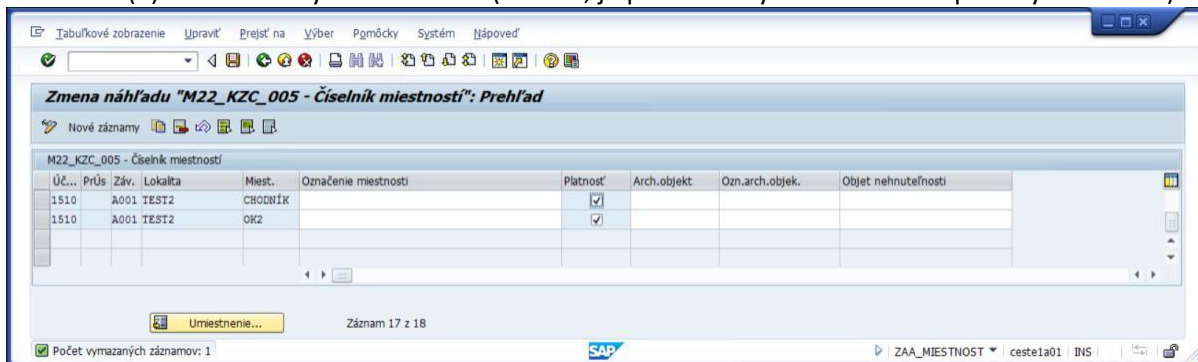 Tabuľkové zobrazenie Upraviť Prejsť na Výber Pomôcky Systém Nápoveď
Zmena náhľadu "M22_KZC_005 - Číselník miestností": Prehľad
Nové záznamy
M22_KZC_005 - Číselník miestností
Úč... PrÚs Záv. Lokalita Miest. Označenie miestnosti Platnosť Arch.objekt Ozn.arch.objek. Objet nehnuteľnosti
1510 A001 TEST2 CHODNÍK
1510 A001 TEST2 OK2
Umiestnenie... Záznam 17 z 18
Počet vymazaných záznamov: 1 SAP ZAA_MIESTNOST ceste1a01 INS